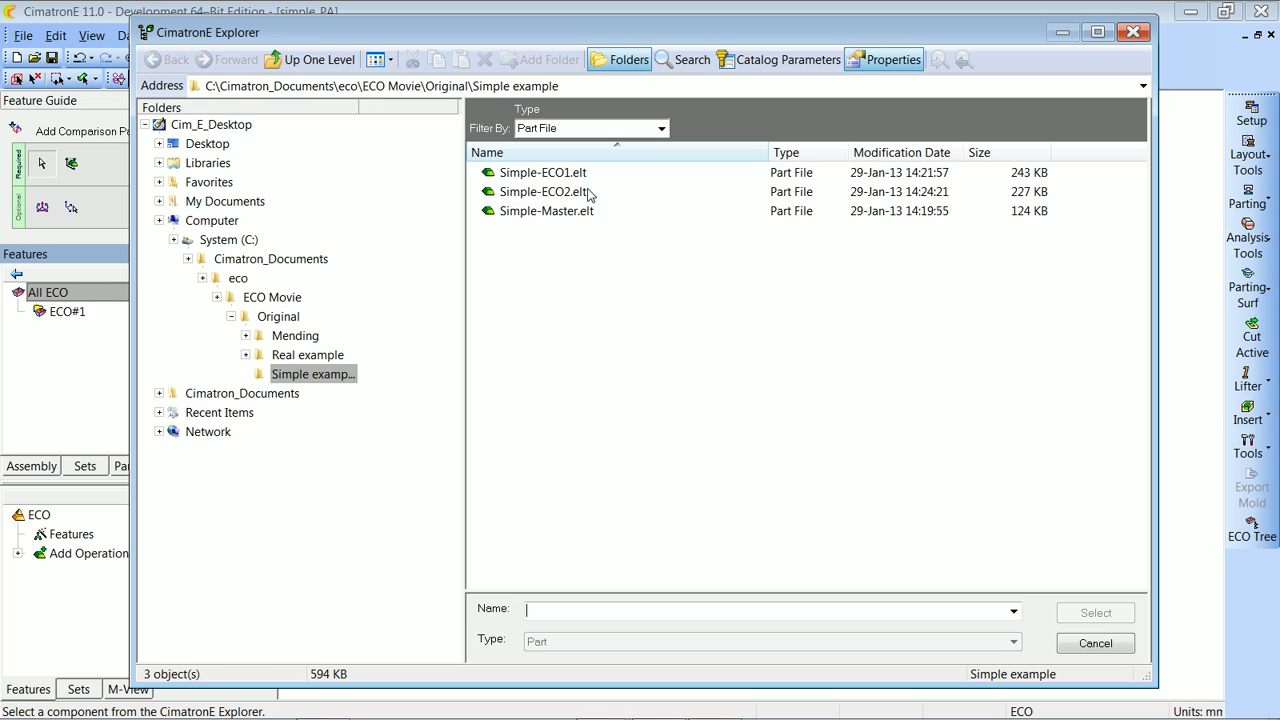 CimatronE 11.0 - Development 64-Bit Edition - [simple_PA]
File Edit View
CimatronE Explorer
Back Forward Up One Level Add Folder Folders Search Catalog Parameters Properties
Address C:\Cimatron_Documents\eco\ECO Movie\Original\Simple example
Feature Guide
Add Comparison Pa
Required
Optional
Features
All ECO
ECO#1
Assembly Sets
ECO
Features
Add Operation
Features Sets M-View
Folders
Cim_E_Desktop
Desktop
Libraries
Favorites
My Documents
Computer
System (C:)
Cimatron_Documents
eco
ECO Movie
Original
Mending
Real example
Simple examp...
Cimatron_Documents
Recent Items
Network
Type
Filter By: Part File
Name Type Modification Date Size
Simple-ECO1.elt Part File 29-Jan-13 14:21:57 243 KB
Simple-ECO2.elt Part File 29-Jan-13 14:24:21 227 KB
Simple-Master.elt Part File 29-Jan-13 14:19:55 124 KB
Name: Select
Type: Part Cancel
3 object(s) 594 KB Simple example
Setup
Layout
Tools
Parting
Analysis
Tools
Parting
Surf
Cut
Active
Lifter
Insert
Tools
Export
Mold
ECO Tree
Select a component from the CimatronE Explorer. ECO Units: mm